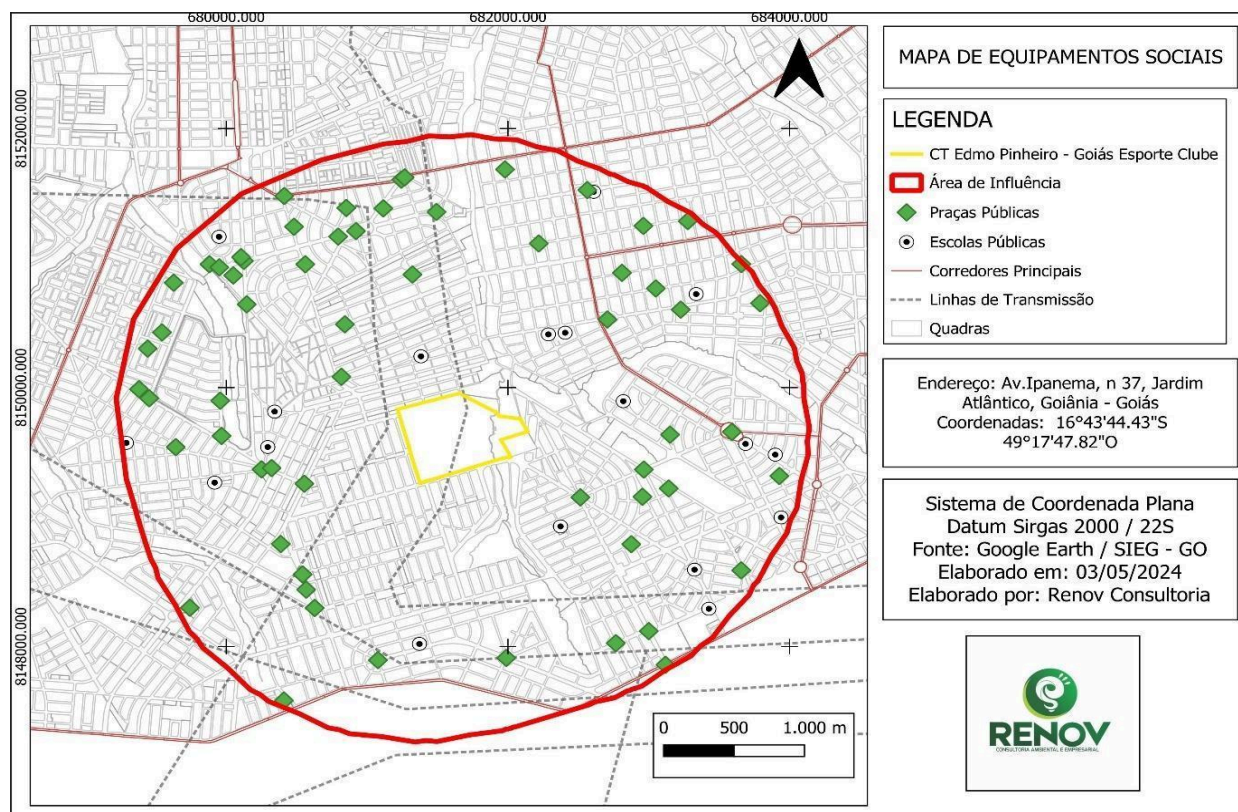 680000.000 682000.000 684000.000
8152000.000
8150000.000
8148000.000
0 500 1.000 m
MAPA DE EQUIPAMENTOS SOCIAIS
LEGENDA
CT Edmo Pinheiro - Goiás Esporte Clube
Área de Influência
Praças Públicas
Escolas Públicas
Corredores Principais
Linhas de Transmissão
Quadras
Endereço: Av.Ipanema, n 37, Jardim
Atlântico, Goiânia - Goiás
Coordenadas: 16°43'44.43"S
49°17'47.82"O
Sistema de Coordenada Plana
Datum Sirgas 2000 / 22S
Fonte: Google Earth / SIEG - GO
Elaborado em: 03/05/2024
Elaborado por: Renov Consultoria
RENOV
CONSULTORIA AMBIENTAL E EMPRESARIAL